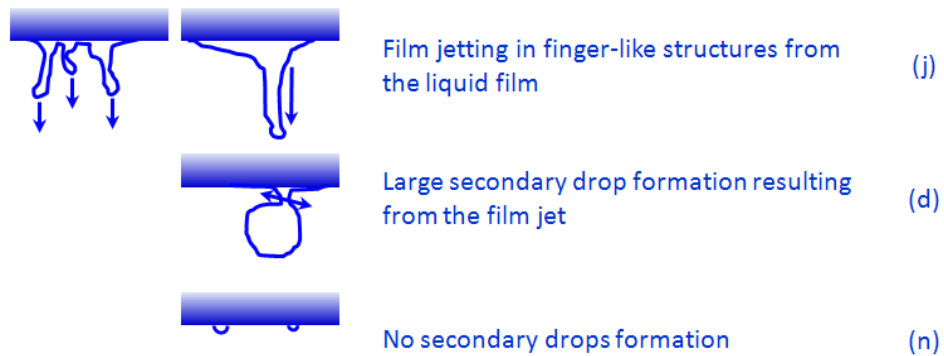 Film jetting in finger-like structures from
the liquid film
(j)
Large secondary drop formation resulting
from the film jet
(d)
No secondary drops formation
(n)